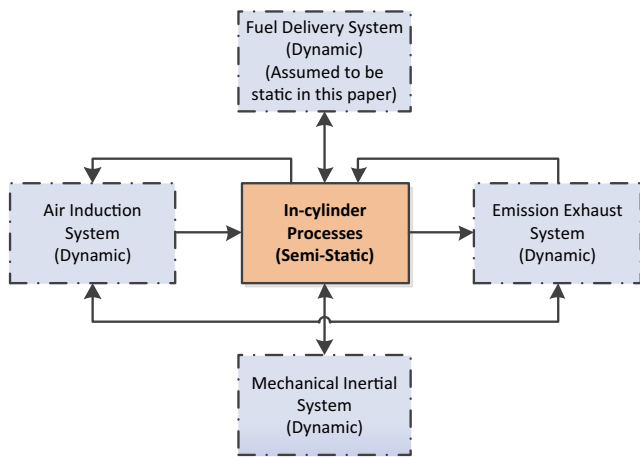 Fuel Delivery System
(Dynamic)
(Assumed to be
static in this paper)
Air Induction
System
(Dynamic)
In-cylinder
Processes
(Semi-Static)
Emission Exhaust
System
(Dynamic)
Mechanical Inertial
System
(Dynamic)